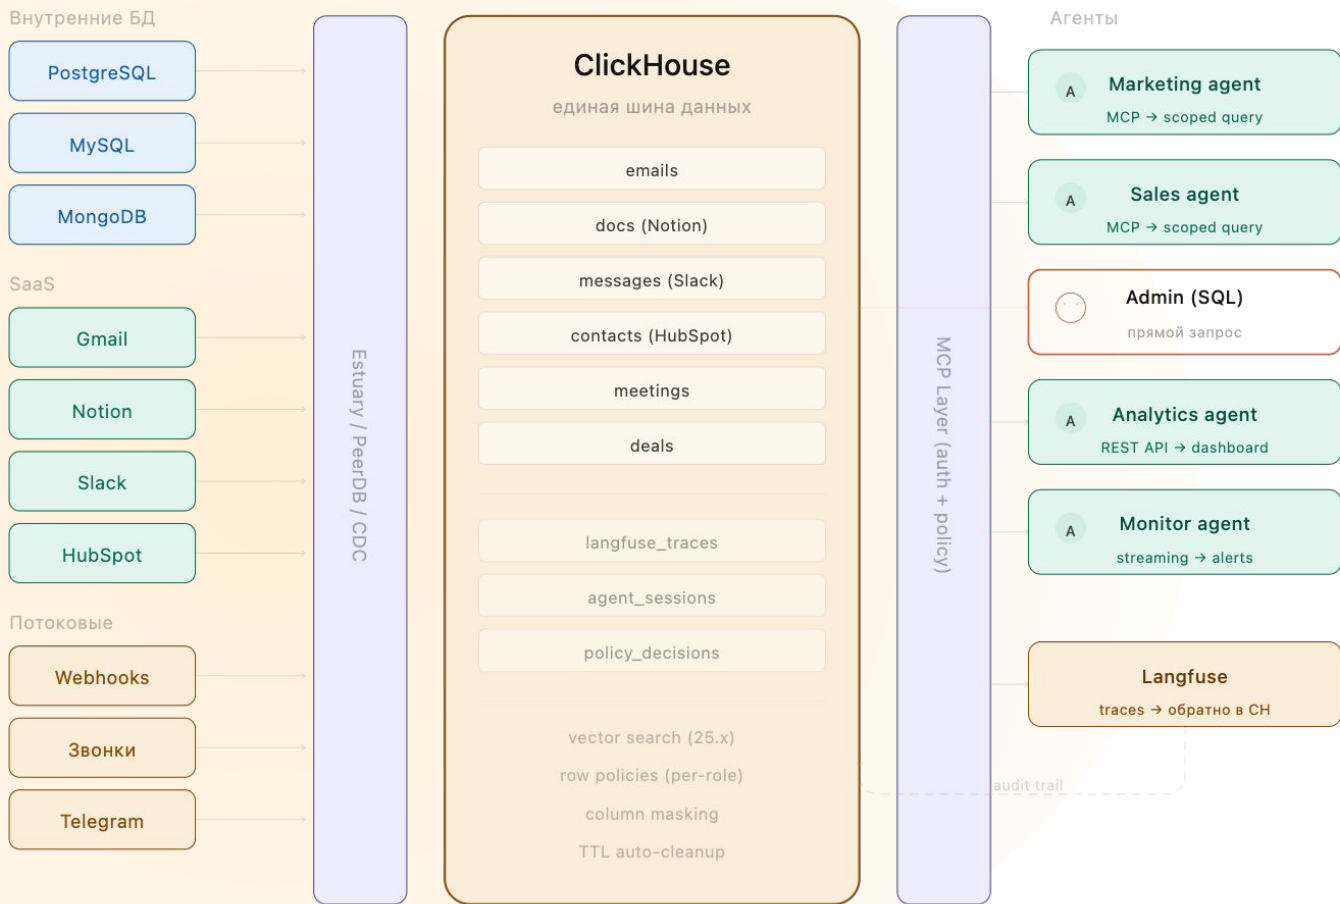 Внутренние БД
PostgreSQL
MySQL
MongoDB
SaaS
Gmail
Notion
Slack
HubSpot
Потоковые
Webhooks
Звонки
Telegram
Estuary / PeerDB / CDC
ClickHouse
единая шина данных
emails
docs (Notion)
messages (Slack)
contacts (HubSpot)
meetings
deals
langfuse_traces
agent_sessions
policy_decisions
vector search (25.x)
row policies (per-role)
column masking
TTL auto-cleanup
MCP Layer (auth + policy)
Агенты
A
Marketing agent
MCP → scoped query
A
Sales agent
MCP → scoped query
Admin (SQL)
прямой запрос
A
Analytics agent
REST API → dashboard
A
Monitor agent
streaming → alerts
Langfuse
traces → обратно в CH
audit trail